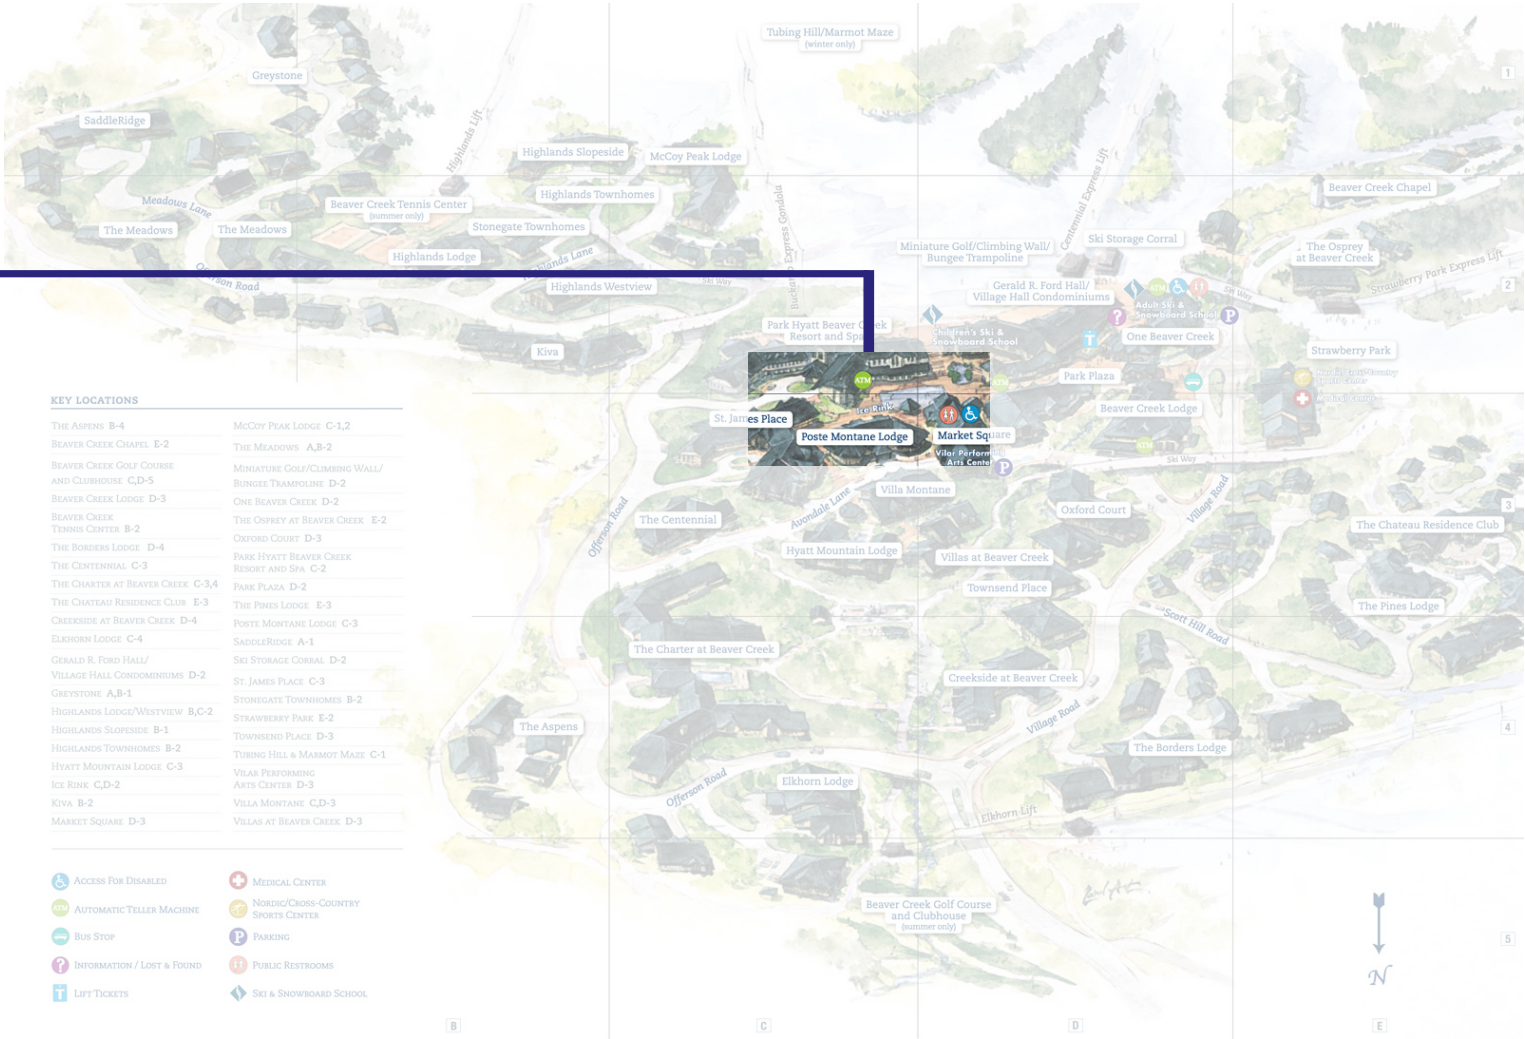 Tubing Hill/Marmot Maze
(winter only)
1
Greystone
SaddleRidge
Highlands Lift
Highlands Slopeside
McCoy Peak Lodge
Centennial Express Lift
Beaver Creek Chapel
Meadows Lane
Beaver Creek Tennis Center
(summer only)
Highlands Townhomes
The Meadows
The Meadows
Stonegate Townhomes
Express Gondola
Ski Storage Corral
Miniature Golf/Climbing Wall/
Bungee Trampoline
The Osprey
at Beaver Creek
Highlands Lodge
Strawberry Park Express Lift
Offerson Road
Highlands Westview
Ski Way
Gerald R. Ford Hall/
Village Hall Condominiums
ATM
Ski Way
2
Adult Ski &
Snowboard School
?
P
Park Hyatt Beaver Creek
Resort and Spa
Children's Ski &
Snowboard School
T
One Beaver Creek
Kiva
Strawberry Park
ATM
ATM
Park Plaza
Nordic/Cross-Country
Sports Center
Medical Center
Ice Rink
Beaver Creek Lodge
St. James Place
Poste Montane Lodge
Market Square
ATM
Vilar Perform
Arts Cente
P
Ski Way
Villa Montane
Avondale Lane
Village Road
3
The Centennial
Oxford Court
The Chateau Residence Club
Offerson Road
Hyatt Mountain Lodge
Villas at Beaver Creek
Townsend Place
The Pines Lodge
Scott Hill Road
The Charter at Beaver Creek
Creekside at Beaver Creek
The Aspens
Village Road
4
The Borders Lodge
Offerson Road
Elkhorn Lodge
Elkhorn Lift
Beaver Creek Golf Course
and Clubhouse
(summer only)
5
N
B
C
D
E
KEY LOCATIONS
THE ASPENS B-4
BEAVER CREEK CHAPEL E-2
BEAVER CREEK GOLF COURSE
AND CLUBHOUSE C,D-5
BEAVER CREEK LODGE D-3
BEAVER CREEK
TENNIS CENTER B-2
THE BORDERS LODGE D-4
THE CENTENNIAL C-3
THE CHARTER AT BEAVER CREEK C-3,4
THE CHATEAU RESIDENCE CLUB E-3
CREEKSIDE AT BEAVER CREEK D-4
ELKHORN LODGE C-4
GERALD R. FORD HALL/
VILLAGE HALL CONDOMINIUMS D-2
GREYSTONE A,B-1
HIGHLANDS LODGE/WESTVIEW B,C-2
HIGHLANDS SLOPESIDE B-1
HIGHLANDS TOWNHOMES B-2
HYATT MOUNTAIN LODGE C-3
ICE RINK C,D-2
KIVA B-2
MARKET SQUARE D-3
MCCOY PEAK LODGE C-1,2
THE MEADOWS A,B-2
MINIATURE GOLF/CLIMBING WALL/
BUNGEE TRAMPOLINE D-2
ONE BEAVER CREEK D-2
THE OSPREY AT BEAVER CREEK E-2
OXFORD COURT D-3
PARK HYATT BEAVER CREEK
RESORT AND SPA C-2
PARK PLAZA D-2
THE PINES LODGE E-3
POSTE MONTANE LODGE C-3
SADDLERIDGE A-1
SKI STORAGE CORRAL D-2
ST. JAMES PLACE C-3
STONEGATE TOWNHOMES B-2
STRAWBERRY PARK E-2
TOWNSEND PLACE D-3
TUBING HILL & MARMOT MAZE C-1
VILAR PERFORMING
ARTS CENTER D-3
VILLA MONTANE C,D-3
VILLAS AT BEAVER CREEK D-3
ACCESS FOR DISABLED
ATM AUTOMATIC TELLER MACHINE
BUS STOP
? INFORMATION / LOST & FOUND
T LIFT TICKETS
MEDICAL CENTER
NORDIC/CROSS-COUNTRY
SPORTS CENTER
P PARKING
PUBLIC RESTROOMS
SKI & SNOWBOARD SCHOOL